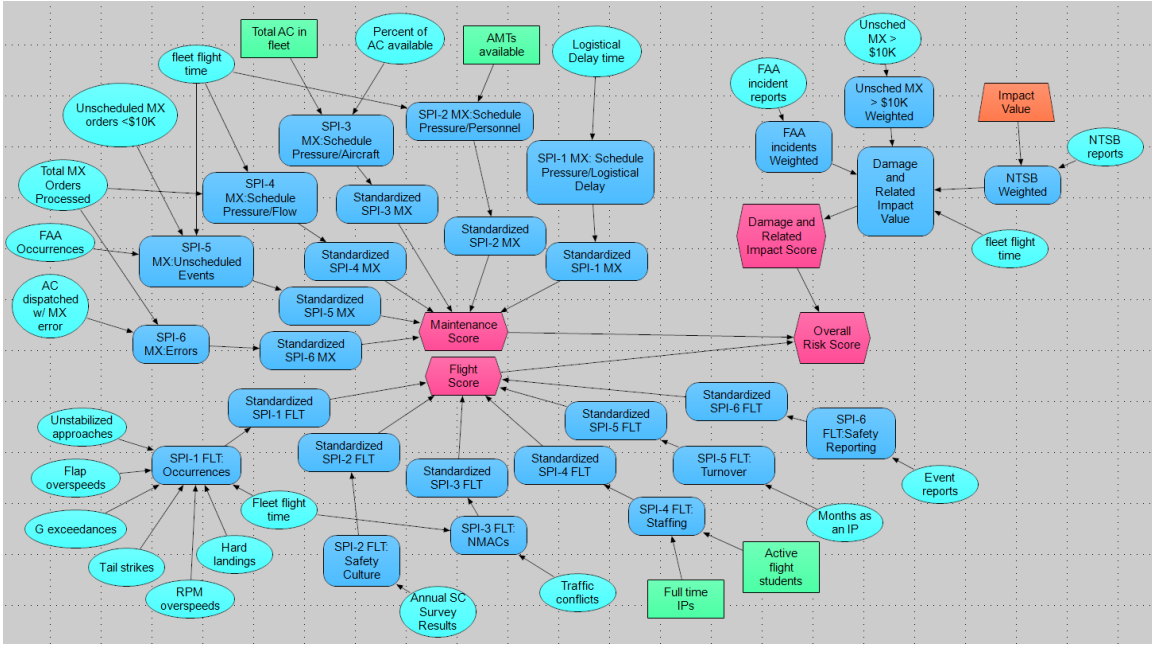 Total AC in
fleet
Percent of
AC available
AMTs
available
Logistical
Delay time
Unsched
MX >
$10K
fleet flight
time
FAA
incident
reports
Unsched MX
> $10K
Weighted
Impact
Value
Unscheduled MX
orders <$10K
SPI-3
MX:Schedule
Pressure/Aircraft
SPI-2 MX:Schedule
Pressure/Personnel
SPI-1 MX: Schedule
Pressure/Logistical
Delay
FAA
incidents
Weighted
NTSB
reports
Total MX
Orders
Processed
SPI-4
MX:Schedule
Pressure/Flow
Standardized
SPI-3 MX
Damage
and
Related
Impact
Value
NTSB
Weighted
FAA
Occurrences
SPI-5
MX:Unscheduled
Events
Standardized
SPI-4 MX
Standardized
SPI-2 MX
Standardized
SPI-1 MX
Damage and
Related
Impact Score
fleet flight
time
AC
dispatched
w/ MX
error
Standardized
SPI-5 MX
SPI-6
MX:Errors
Standardized
SPI-6 MX
Maintenance
Score
Overall
Risk Score
Flight
Score
Standardized
SPI-1 FLT
Standardized
SPI-6 FLT
Unstabilized
approaches
Standardized
SPI-2 FLT
Standardized
SPI-5 FLT
SPI-6
FLT:Safety
Reporting
Flap
overspeeds
SPI-1 FLT:
Occurrences
Standardized
SPI-3 FLT
Standardized
SPI-4 FLT
SPI-5 FLT:
Turnover
Event
reports
G exceedances
Fleet flight
time
SPI-4 FLT:
Staffing
Months as
an IP
Tail strikes
Hard
landings
SPI-2 FLT:
Safety
Culture
SPI-3 FLT:
NMACs
Active
flight
students
RPM
overspeeds
Annual SC
Survey
Results
Traffic
conflicts
Full time
IPs